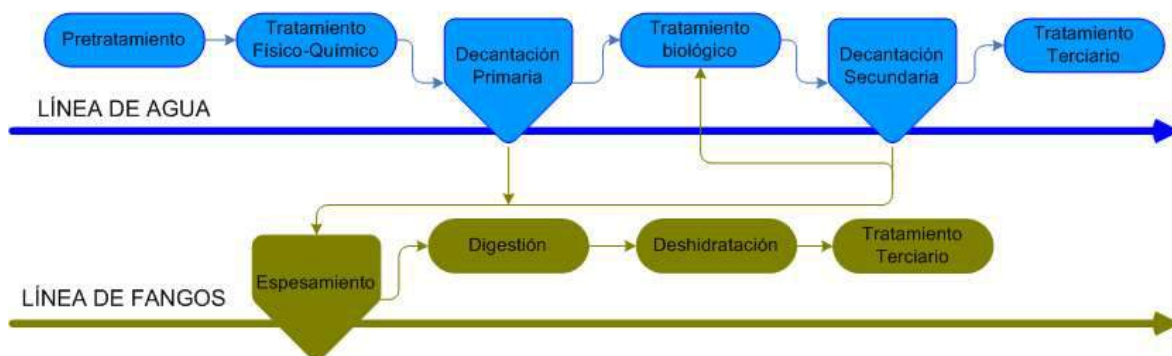 Pretratamiento
Tratamiento
Físico-Químico
Decantación
Primaria
Tratamiento
biológico
Decantación
Secundaria
Tratamiento
Terciario
LÍNEA DE AGUA
Espesamiento
Digestión
Deshidratación
Tratamiento
Terciario
LÍNEA DE FANGOS